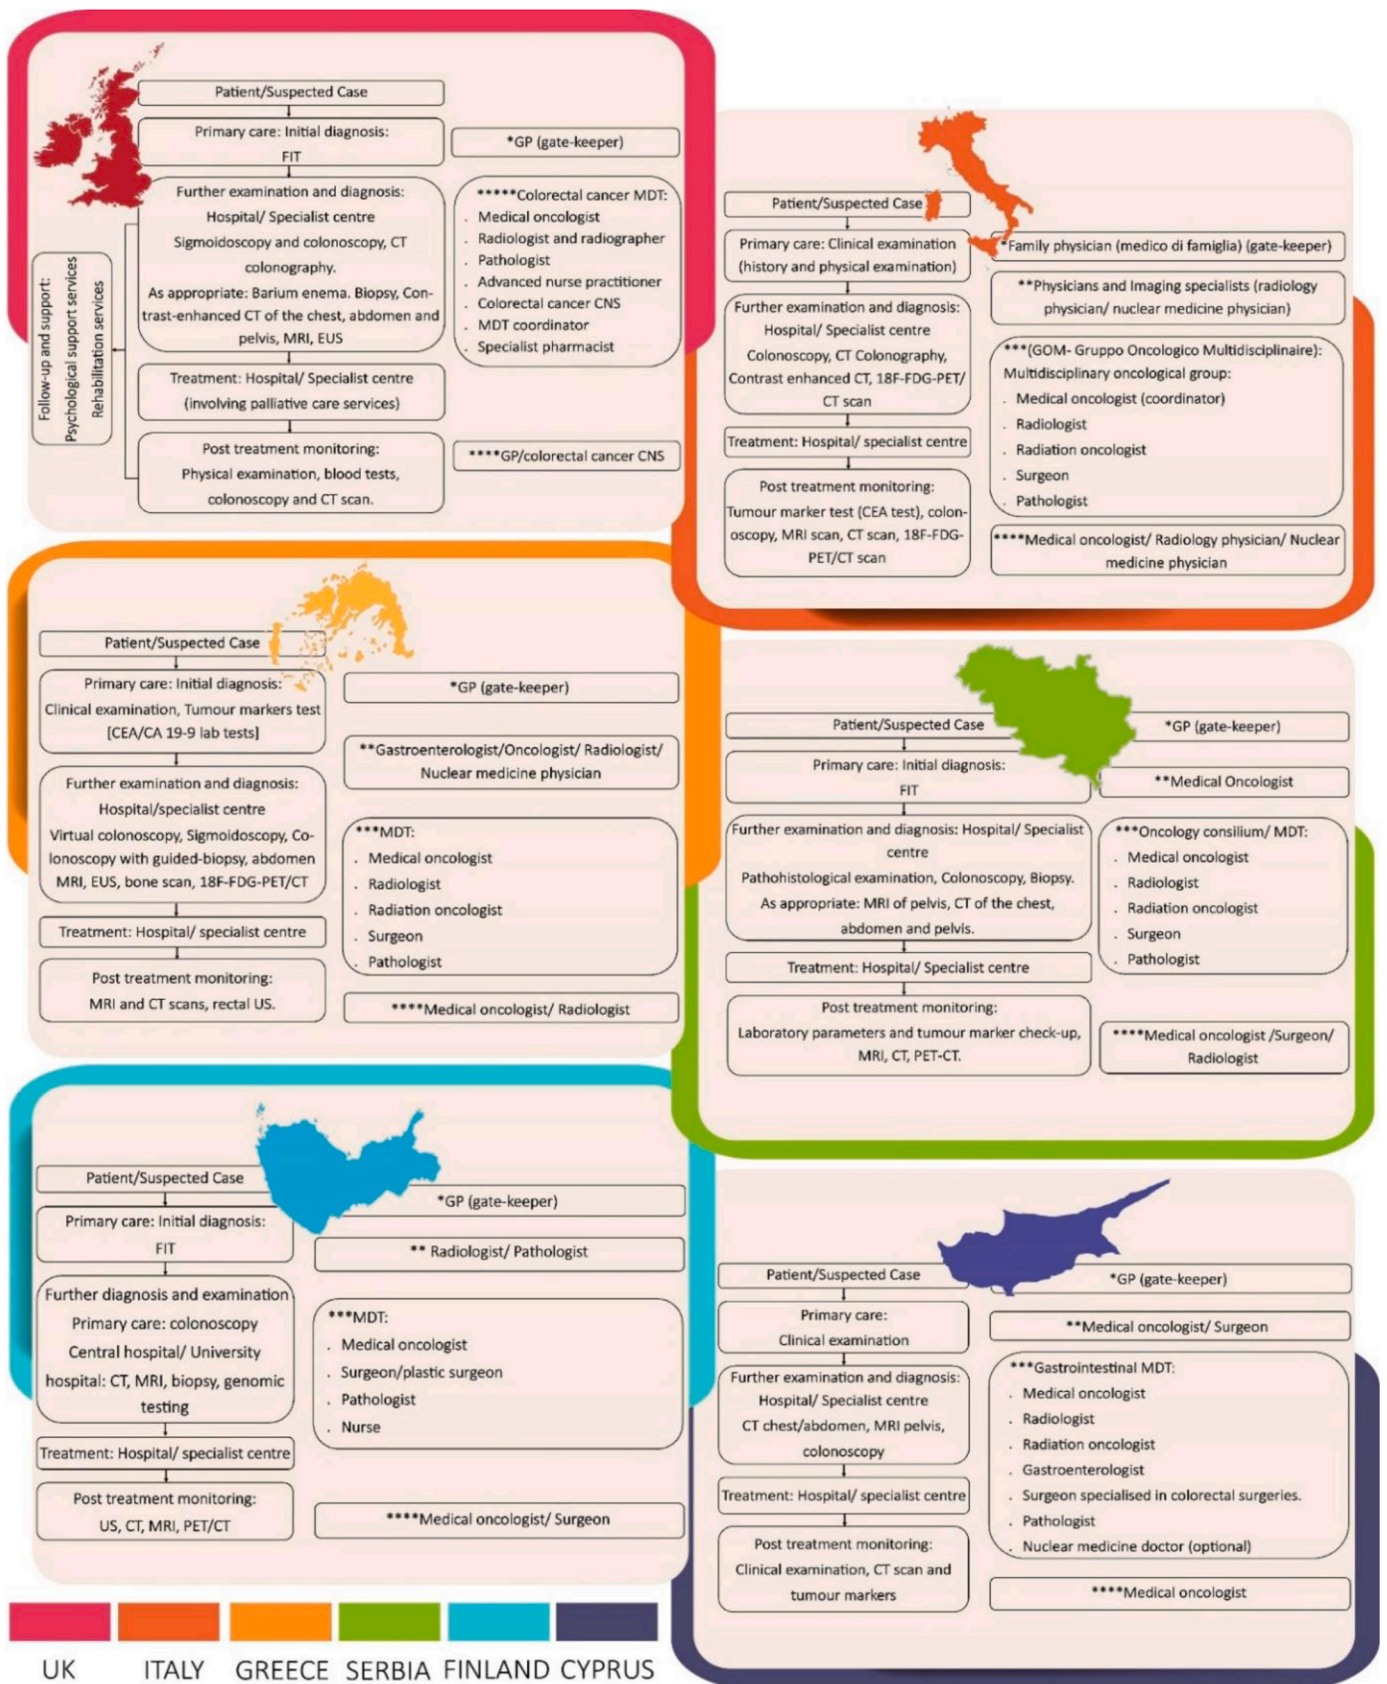 Patient/Suspected Case
Primary care: Initial diagnosis:
FIT
Further examination and diagnosis:
Hospital/ Specialist centre
Sigmoidoscopy and colonoscopy, CT
colonography.
As appropriate: Barium enema. Biopsy, Con-
trast-enhanced CT of the chest, abdomen and
pelvis, MRI, EUS
Treatment: Hospital/ Specialist centre
(involving palliative care services)
Post treatment monitoring:
Physical examination, blood tests,
colonoscopy and CT scan.
Follow-up and support:
Psychological support services
Rehabilitation services
*GP (gate-keeper)
*****Colorectal cancer MDT:
. Medical oncologist
. Radiologist and radiographer
. Pathologist
. Advanced nurse practitioner
. Colorectal cancer CNS
. MDT coordinator
. Specialist pharmacist
****GP/colorectal cancer CNS
Patient/Suspected Case
Primary care: Clinical examination
(history and physical examination)
Further examination and diagnosis:
Hospital/ Specialist centre
Colonoscopy, CT Colonography,
Contrast enhanced CT, 18F-FDG-PET/
CT scan
Treatment: Hospital/ specialist centre
Post treatment monitoring:
Tumour marker test (CEA test), colon-
oscopy, MRI scan, CT scan, 18F-FDG-
PET/CT scan
*Family physician (medico di famiglia) (gate-keeper)
**Physicians and Imaging specialists (radiology
physician/ nuclear medicine physician)
***(GOM- Gruppo Oncologico Multidisciplinaire):
Multidisciplinary oncological group:
. Medical oncologist (coordinator)
. Radiologist
. Radiation oncologist
. Surgeon
. Pathologist
****Medical oncologist/ Radiology physician/ Nuclear
medicine physician
Patient/Suspected Case
Primary care: Initial diagnosis:
Clinical examination, Tumour markers test
[CEA/CA 19-9 lab tests]
Further examination and diagnosis:
Hospital/specialist centre
Virtual colonoscopy, Sigmoidoscopy, Co-
lonoscopy with guided-biopsy, abdomen
MRI, EUS, bone scan, 18F-FDG-PET/CT
Treatment: Hospital/ specialist centre
Post treatment monitoring:
MRI and CT scans, rectal US.
*GP (gate-keeper)
**Gastroenterologist/Oncologist/ Radiologist/
Nuclear medicine physician
***MDT:
. Medical oncologist
. Radiologist
. Radiation oncologist
. Surgeon
. Pathologist
****Medical oncologist/ Radiologist
Patient/Suspected Case
Primary care: Initial diagnosis:
FIT
Further examination and diagnosis: Hospital/ Specialist
centre
Pathohistological examination, Colonoscopy, Biopsy.
As appropriate: MRI of pelvis, CT of the chest,
abdomen and pelvis.
Treatment: Hospital/ Specialist centre
Post treatment monitoring:
Laboratory parameters and tumour marker check-up,
MRI, CT, PET-CT.
*GP (gate-keeper)
**Medical Oncologist
***Oncology consilium/ MDT:
. Medical oncologist
. Radiologist
. Radiation oncologist
. Surgeon
. Pathologist
****Medical oncologist /Surgeon/
Radiologist
Patient/Suspected Case
Primary care: Initial diagnosis:
FIT
Further diagnosis and examination
Primary care: colonoscopy
Central hospital/ University
hospital: CT, MRI, biopsy, genomic
testing
Treatment: Hospital/ specialist centre
Post treatment monitoring:
US, CT, MRI, PET/CT
*GP (gate-keeper)
** Radiologist/ Pathologist
***MDT:
. Medical oncologist
. Surgeon/plastic surgeon
. Pathologist
. Nurse
****Medical oncologist/ Surgeon
Patient/Suspected Case
Primary care:
Clinical examination
Further examination and diagnosis:
Hospital/ Specialist centre
CT chest/abdomen, MRI pelvis,
colonoscopy
Treatment: Hospital/ specialist centre
Post treatment monitoring:
Clinical examination, CT scan and
tumour markers
*GP (gate-keeper)
**Medical oncologist/ Surgeon
***Gastrointestinal MDT:
. Medical oncologist
. Radiologist
. Radiation oncologist
. Gastroenterologist
. Surgeon specialised in colorectal surgeries.
. Pathologist
. Nuclear medicine doctor (optional)
****Medical oncologist
UK ITALY GREECE SERBIA FINLAND CYPRUS